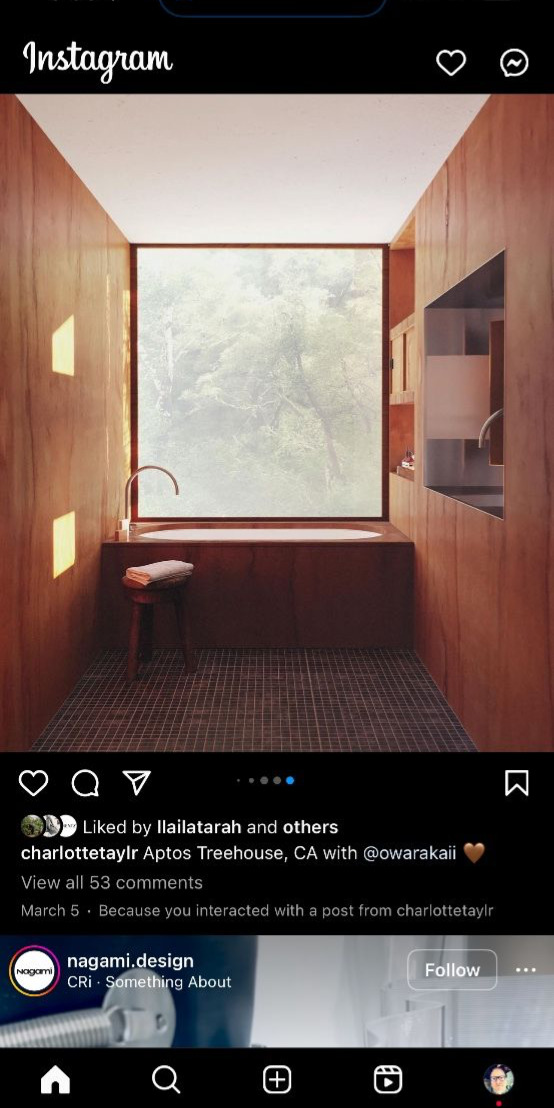 Instagram
Liked by llailatarah and others
charlottetaylr Aptos Treehouse, CA with @owarakaii 🤎
View all 53 comments
March 5 · Because you interacted with a post from charlottetaylr
Nagami
nagami.design
CRi · Something About
Follow